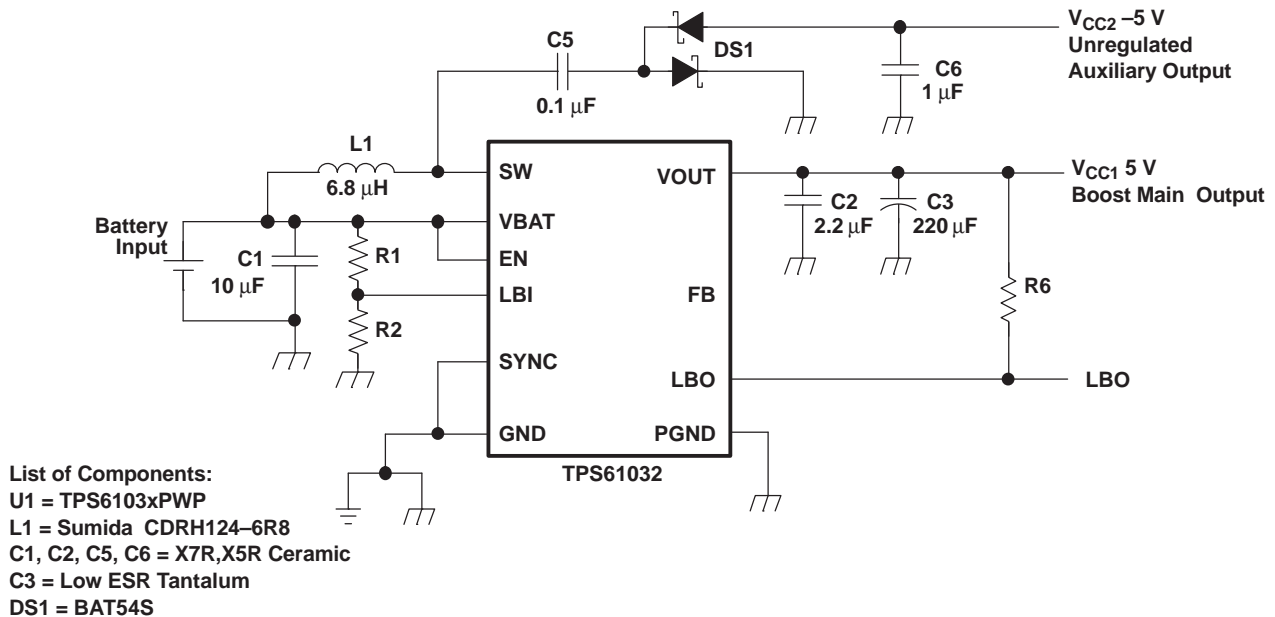 VCC2 –5 V
Unregulated
Auxiliary Output
C5
0.1 μF
DS1
C6
1 μF
L1
6.8 μH
SW
VOUT
VCC1 5 V
Boost Main Output
C2
2.2 μF
C3
220 μF
Battery
Input
VBAT
C1
10 μF
R1
EN
LBI
FB
R6
R2
SYNC
LBO
LBO
GND
PGND
TPS61032
List of Components:
U1 = TPS6103xPWP
L1 = Sumida CDRH124–6R8
C1, C2, C5, C6 = X7R,X5R Ceramic
C3 = Low ESR Tantalum
DS1 = BAT54S